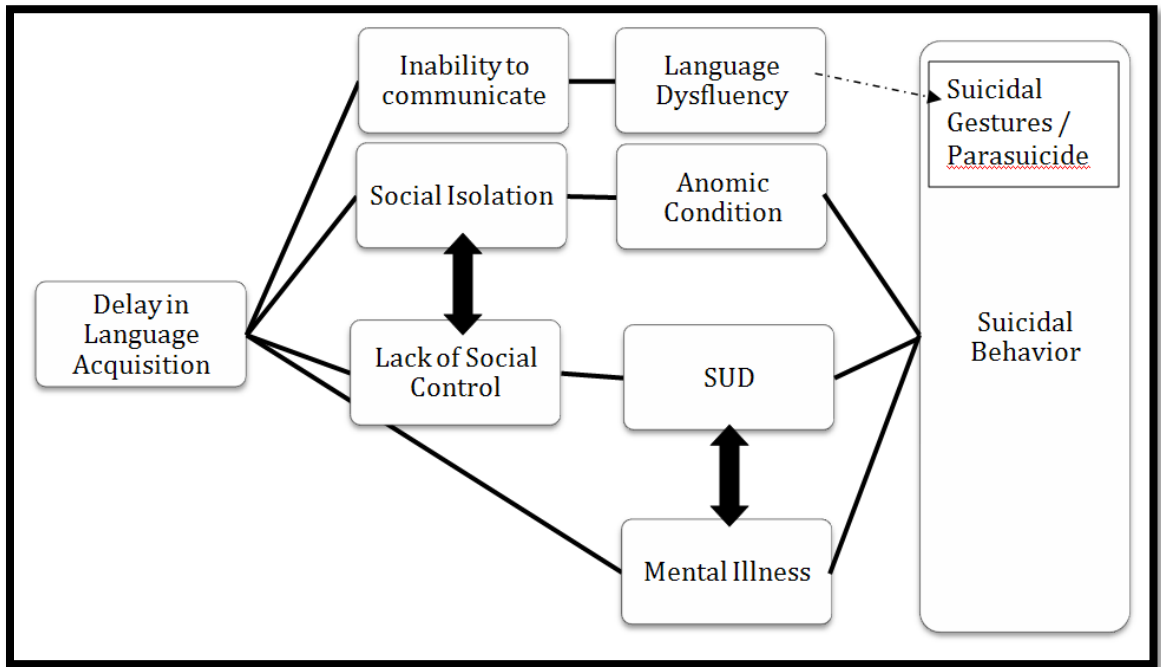 Inability to
communicate
Language
Dysfluency
Suicidal
Gestures /
Parasuicide
Social Isolation
Anomic
Condition
Delay in
Language
Acquisition
Lack of Social
Control
SUD
Suicidal
Behavior
Mental Illness